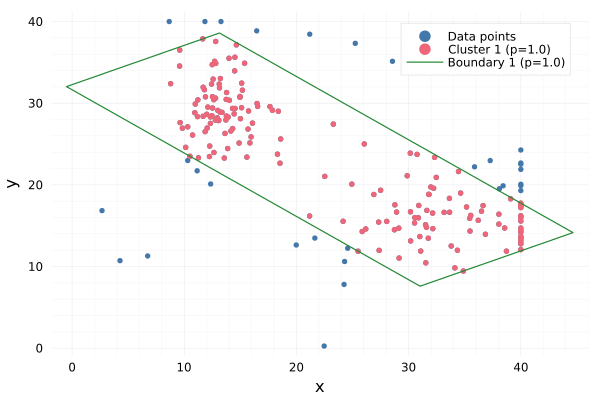 40
30
20
10
0
y
Data points
Cluster 1 (p=1.0)
Boundary 1 (p=1.0)
0 10 20 30 40
x